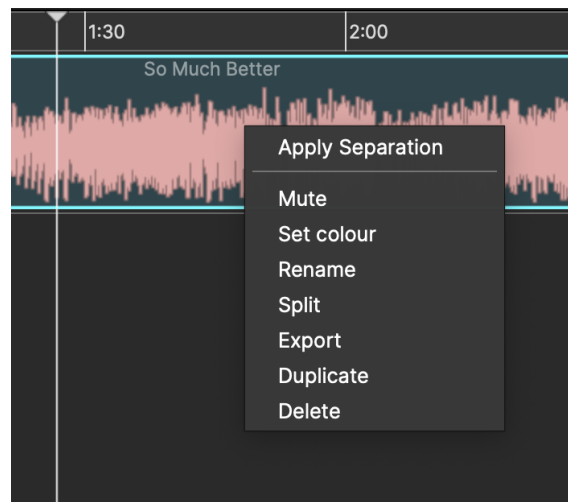 1:30
2:00
So Much Better
Apply Separation
Mute
Set colour
Rename
Split
Export
Duplicate
Delete